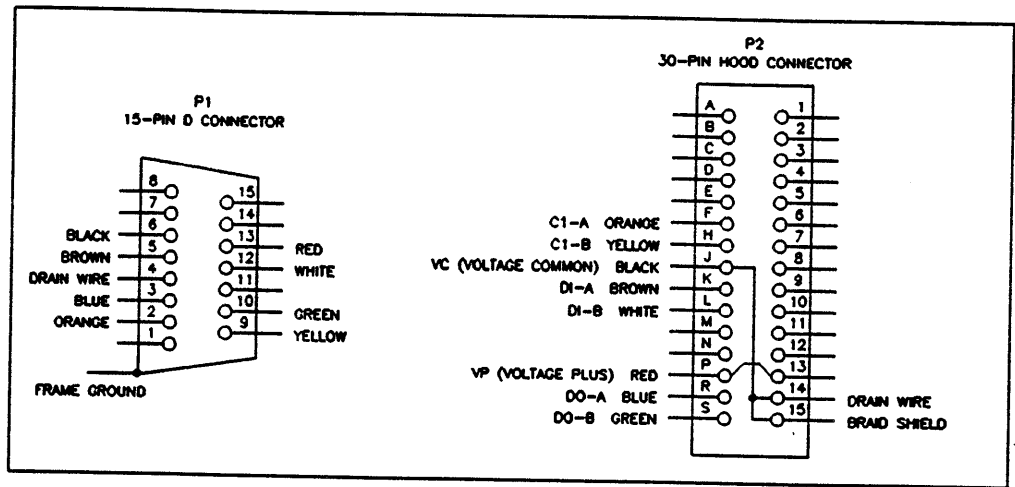 P1
15-PIN D CONNECTOR
8
7
BLACK 6
BROWN 5
DRAIN WIRE 4
BLUE 3
ORANGE 2
1
15
14
13 RED
12 WHITE
11
10 GREEN
9 YELLOW
FRAME GROUND
P2
30-PIN HOOD CONNECTOR
A
B
C
D
E
C1-A ORANGE F
C1-B YELLOW H
VC (VOLTAGE COMMON) BLACK J
DI-A BROWN K
DI-B WHITE L
M
N
VP (VOLTAGE PLUS) RED P
DO-A BLUE R
DO-B GREEN S
1
2
3
4
5
6
7
8
9
10
11
12
13
14 DRAIN WIRE
15 BRAID SHIELD